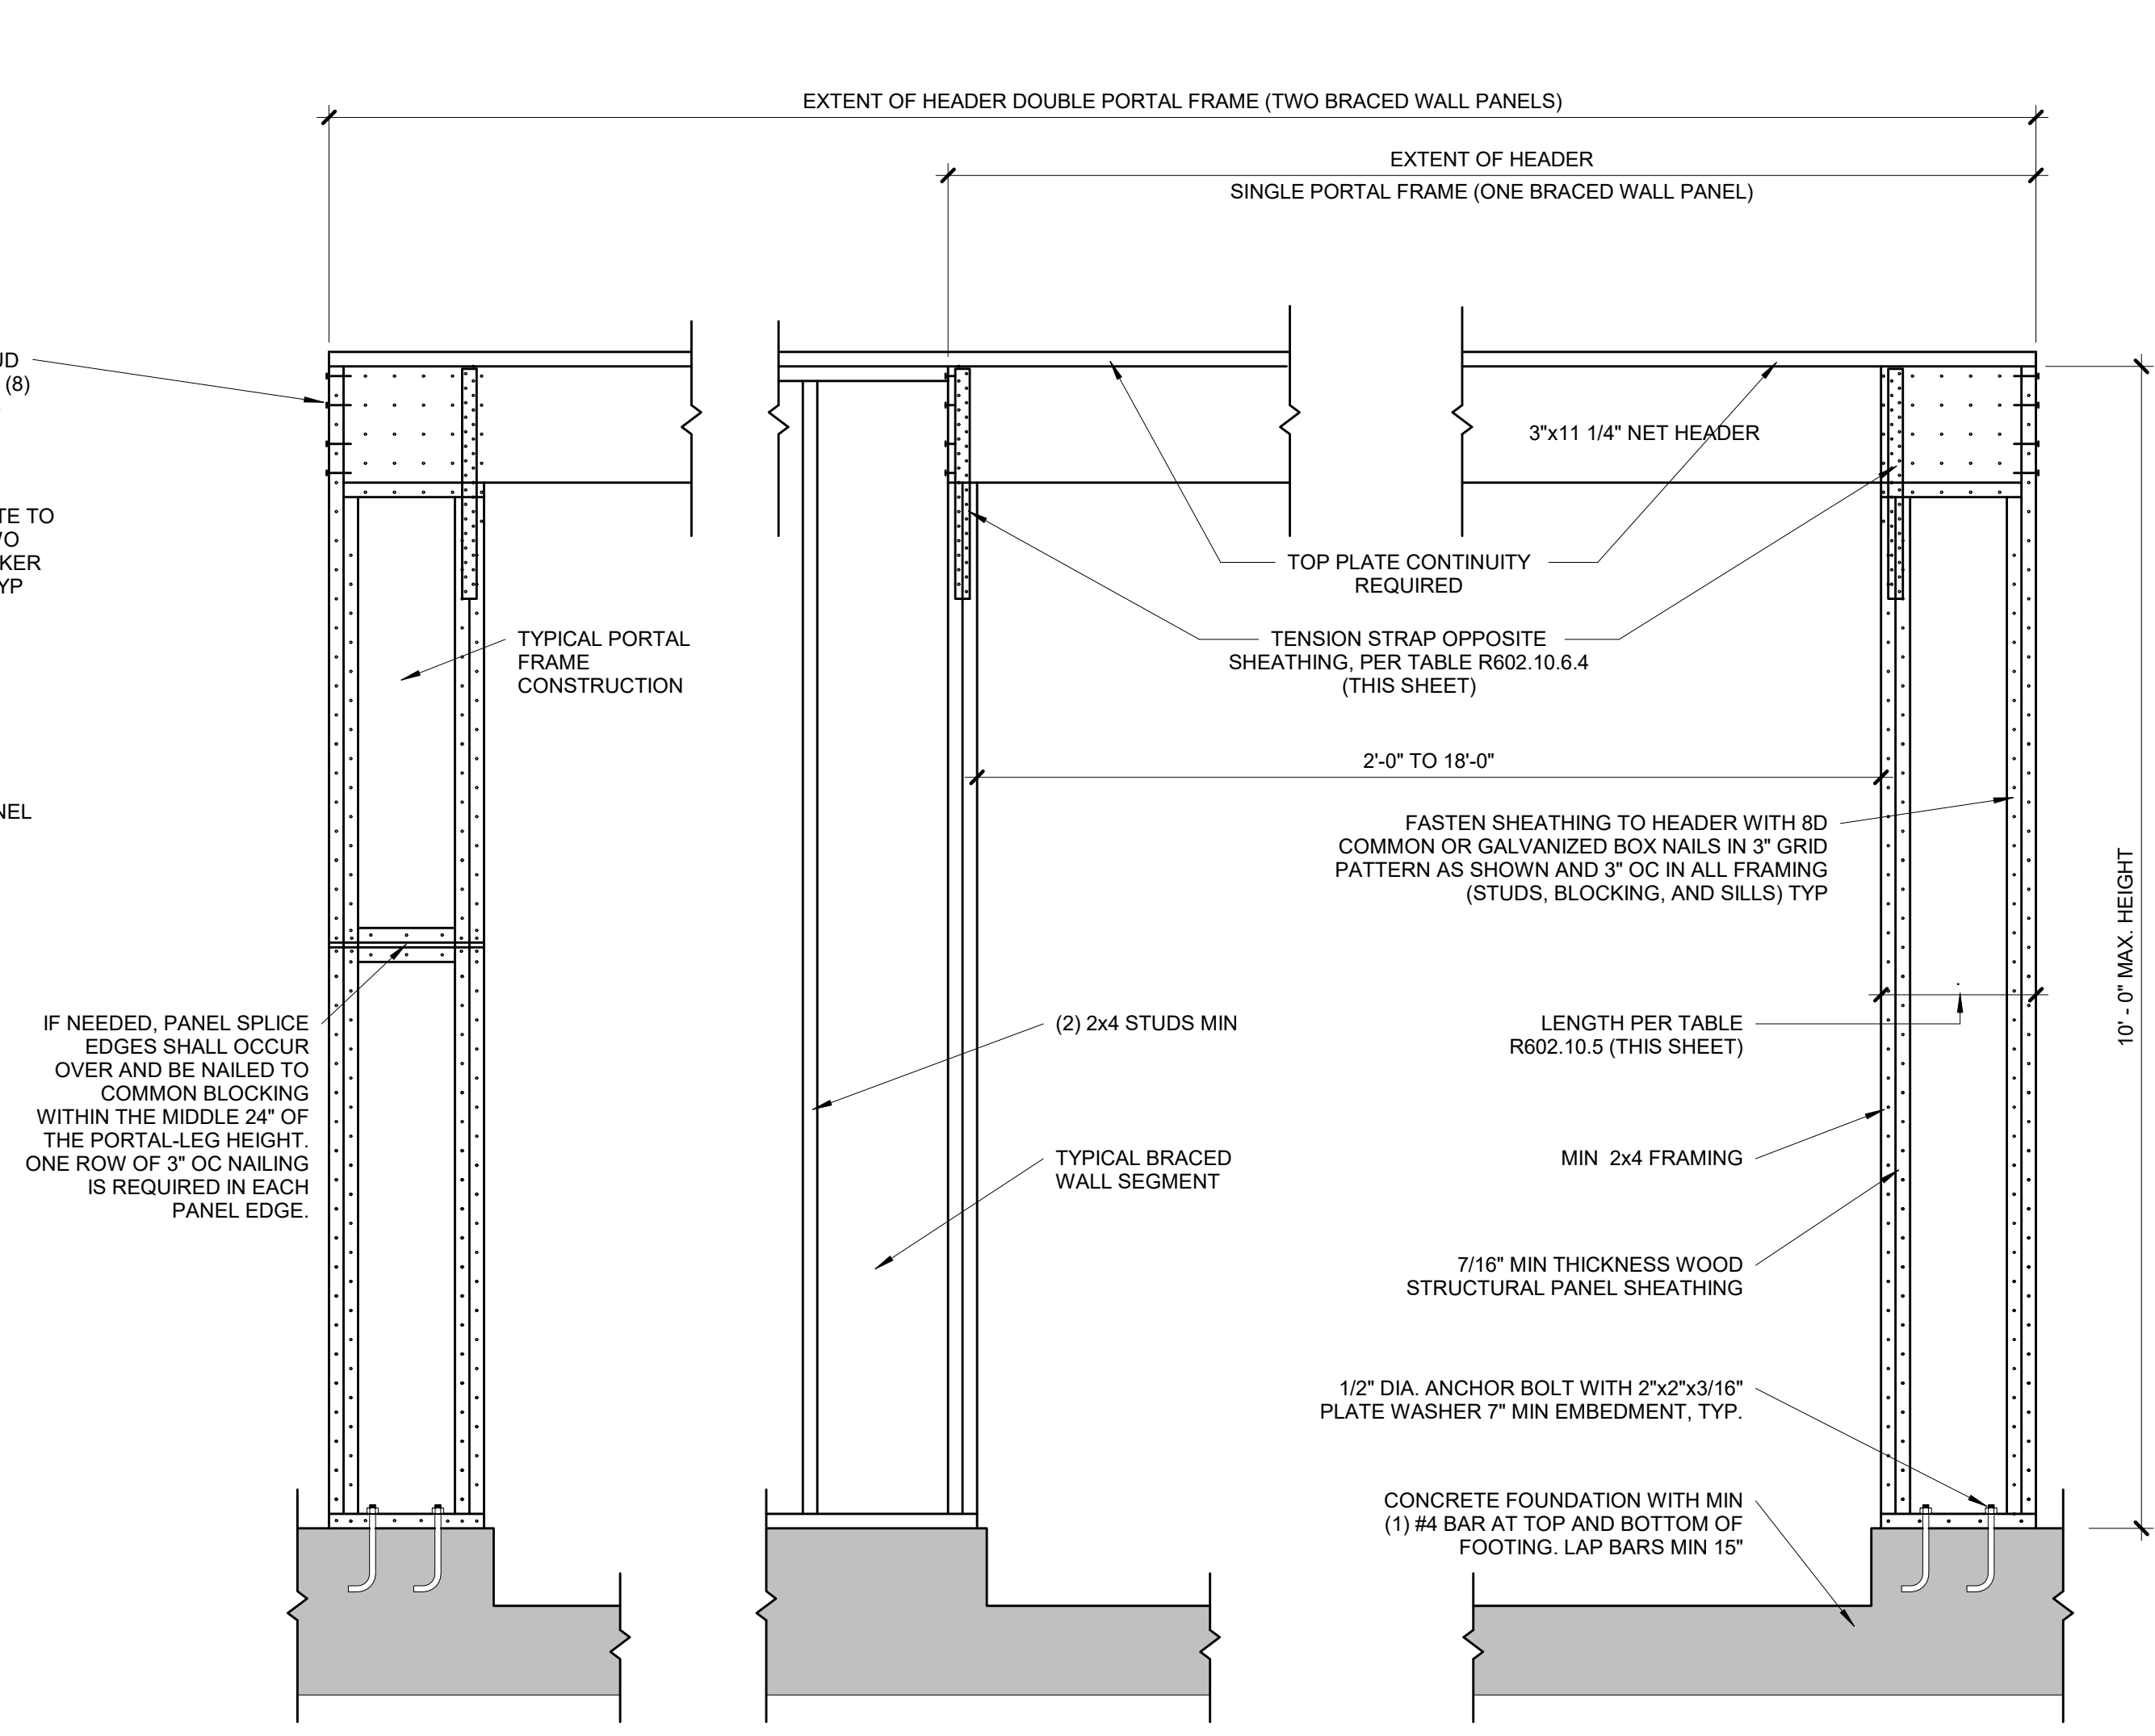 EXTENT OF HEADER DOUBLE PORTAL FRAME (TWO BRACED WALL PANELS)
EXTENT OF HEADER
SINGLE PORTAL FRAME (ONE BRACED WALL PANEL)
(8)
3"x11 1/4" NET HEADER
TO
TOP PLATE CONTINUITY
REQUIRED
TYPICAL PORTAL
FRAME
CONSTRUCTION
TENSION STRAP OPPOSITE
SHEATHING, PER TABLE R602.10.6.4
(THIS SHEET)
2'-0" TO 18'-0"
FASTEN SHEATHING TO HEADER WITH 8D
COMMON OR GALVANIZED BOX NAILS IN 3" GRID
PATTERN AS SHOWN AND 3" OC IN ALL FRAMING
(STUDS, BLOCKING, AND SILLS) TYP
10' - 0" MAX. HEIGHT
IF NEEDED, PANEL SPLICE
EDGES SHALL OCCUR
OVER AND BE NAILED TO
COMMON BLOCKING
WITHIN THE MIDDLE 24" OF
THE PORTAL-LEG HEIGHT.
ONE ROW OF 3" OC NAILING
IS REQUIRED IN EACH
PANEL EDGE.
(2) 2x4 STUDS MIN
LENGTH PER TABLE
R602.10.5 (THIS SHEET)
TYPICAL BRACED
WALL SEGMENT
MIN 2x4 FRAMING
7/16" MIN THICKNESS WOOD
STRUCTURAL PANEL SHEATHING
1/2" DIA. ANCHOR BOLT WITH 2"x2"x3/16"
PLATE WASHER 7" MIN EMBEDMENT, TYP.
CONCRETE FOUNDATION WITH MIN
(1) #4 BAR AT TOP AND BOTTOM OF
FOOTING. LAP BARS MIN 15"